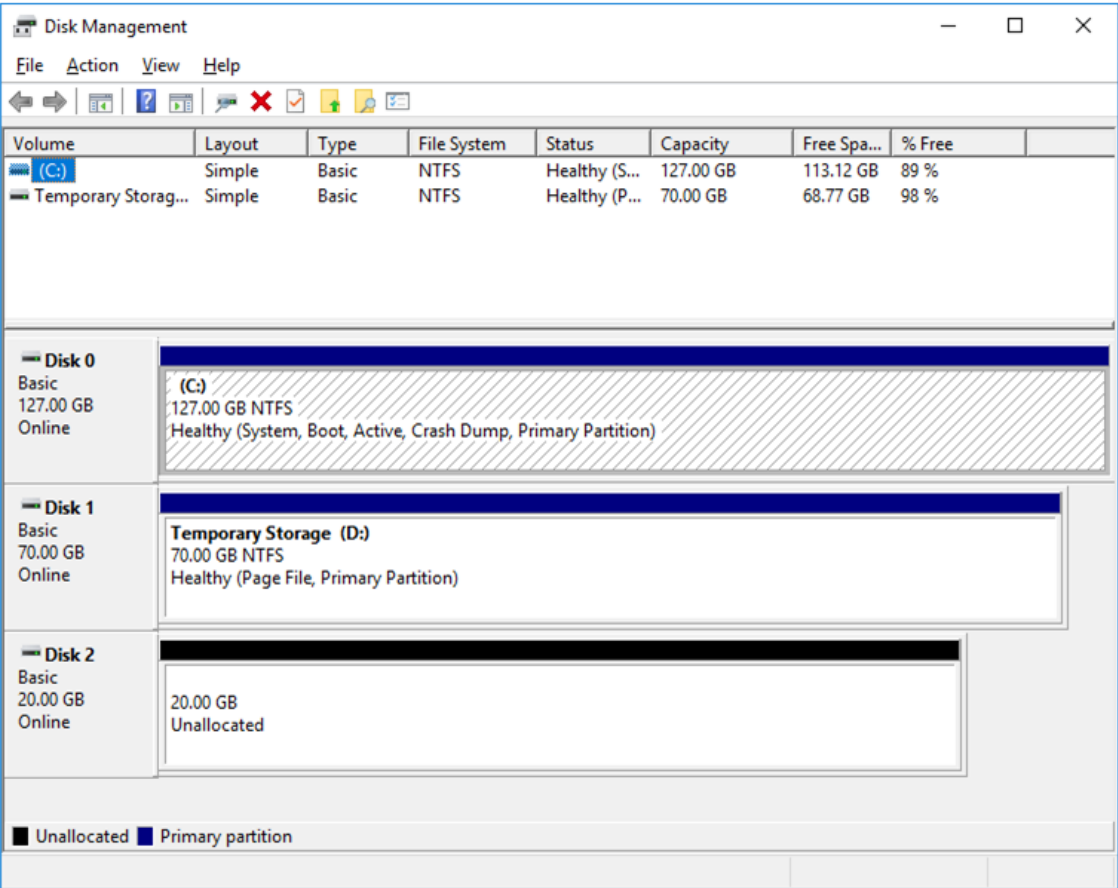 Disk Management
File Action View Help
Volume Layout Type File System Status Capacity Free Spa... % Free
(C:) Simple Basic NTFS Healthy (S... 127.00 GB 113.12 GB 89 %
Temporary Storag... Simple Basic NTFS Healthy (P... 70.00 GB 68.77 GB 98 %
Disk 0
Basic
127.00 GB
Online
(C:)
127.00 GB NTFS
Healthy (System, Boot, Active, Crash Dump, Primary Partition)
Disk 1
Basic
70.00 GB
Online
Temporary Storage (D:)
70.00 GB NTFS
Healthy (Page File, Primary Partition)
Disk 2
Basic
20.00 GB
Online
20.00 GB
Unallocated
Unallocated Primary partition